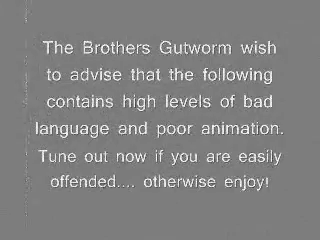 The Brothers Gutworm wish
to advise that the following
contains high levels of bad
language and poor animation.
Tune out now if you are easily
offended.... otherwise enjoy!